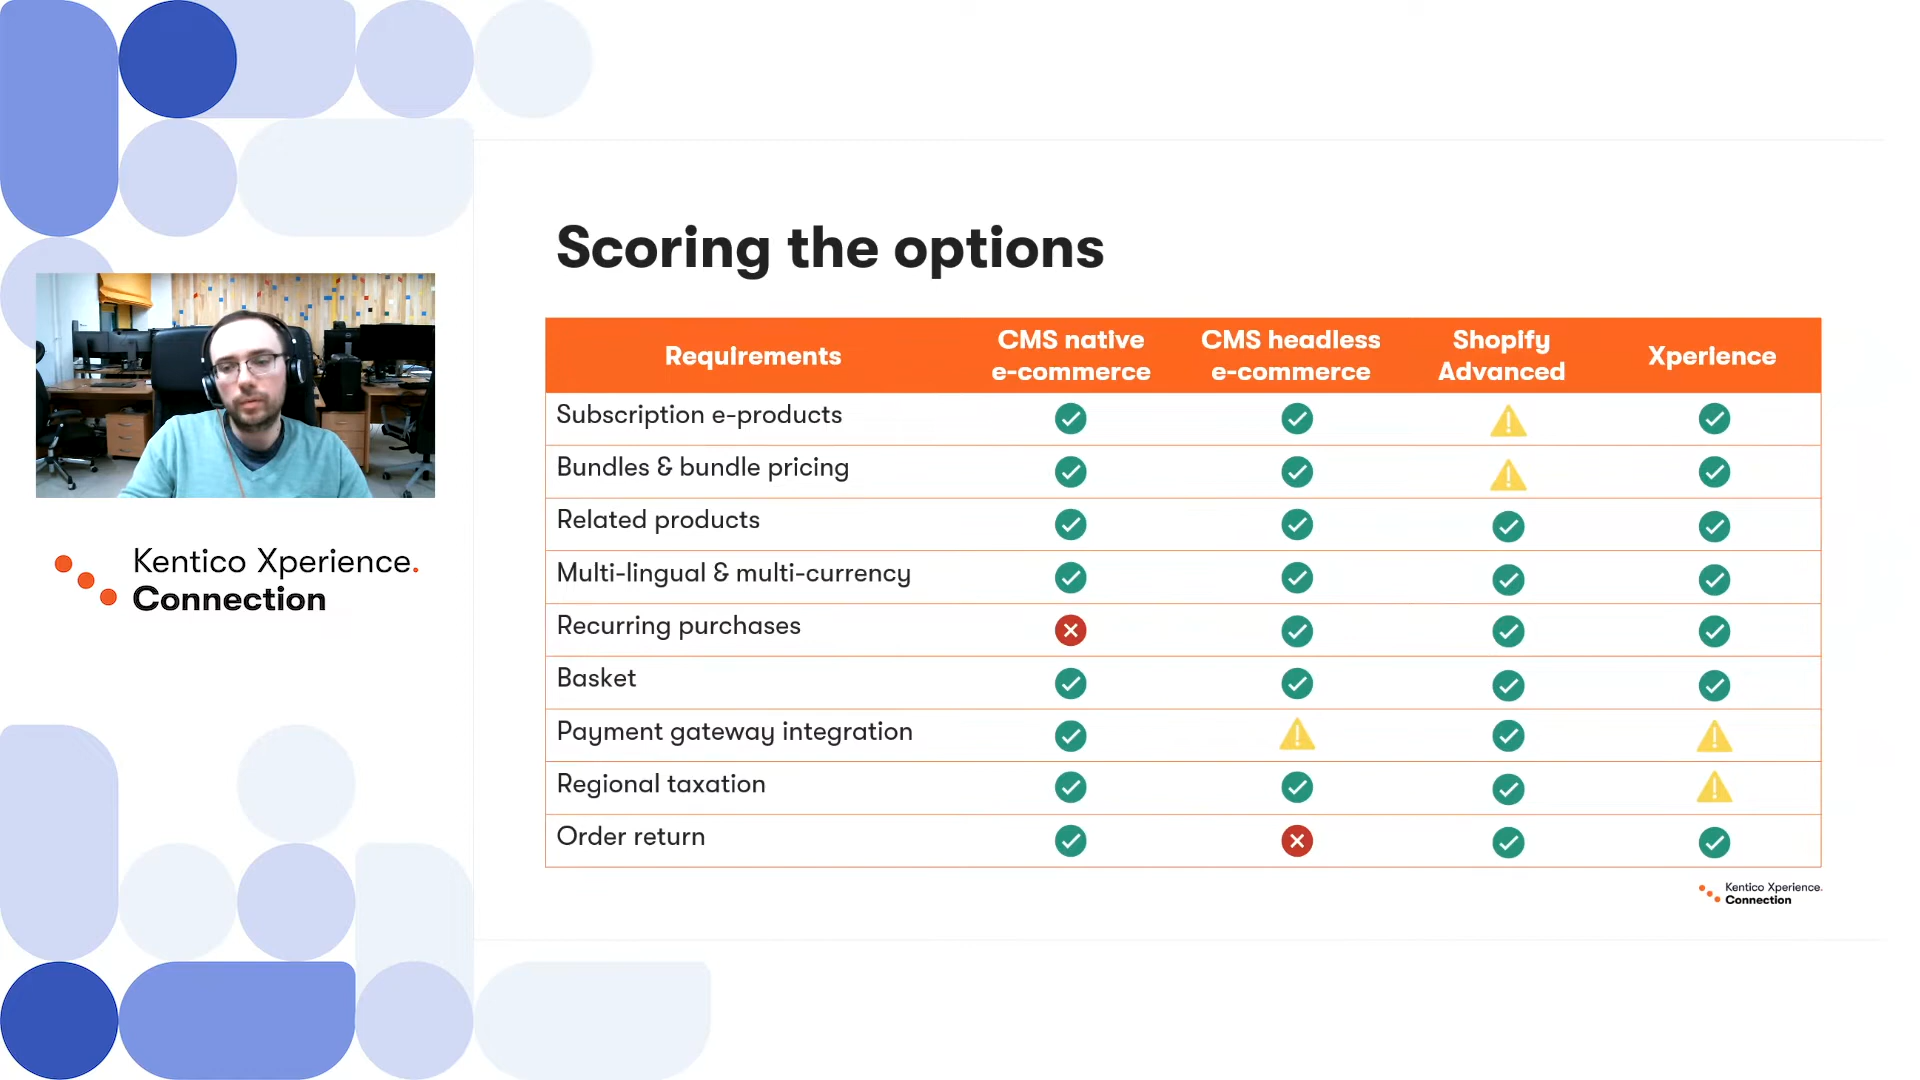 Scoring the options
Requirements
CMS native
e-commerce
CMS headless
e-commerce
Shopify
Advanced
Xperience
Subscription e-products
Bundles & bundle pricing
Related products
Multi-lingual & multi-currency
Recurring purchases
Basket
Payment gateway integration
Regional taxation
Order return
Kentico Xperience.
Connection
Kentico Xperience.
Connection